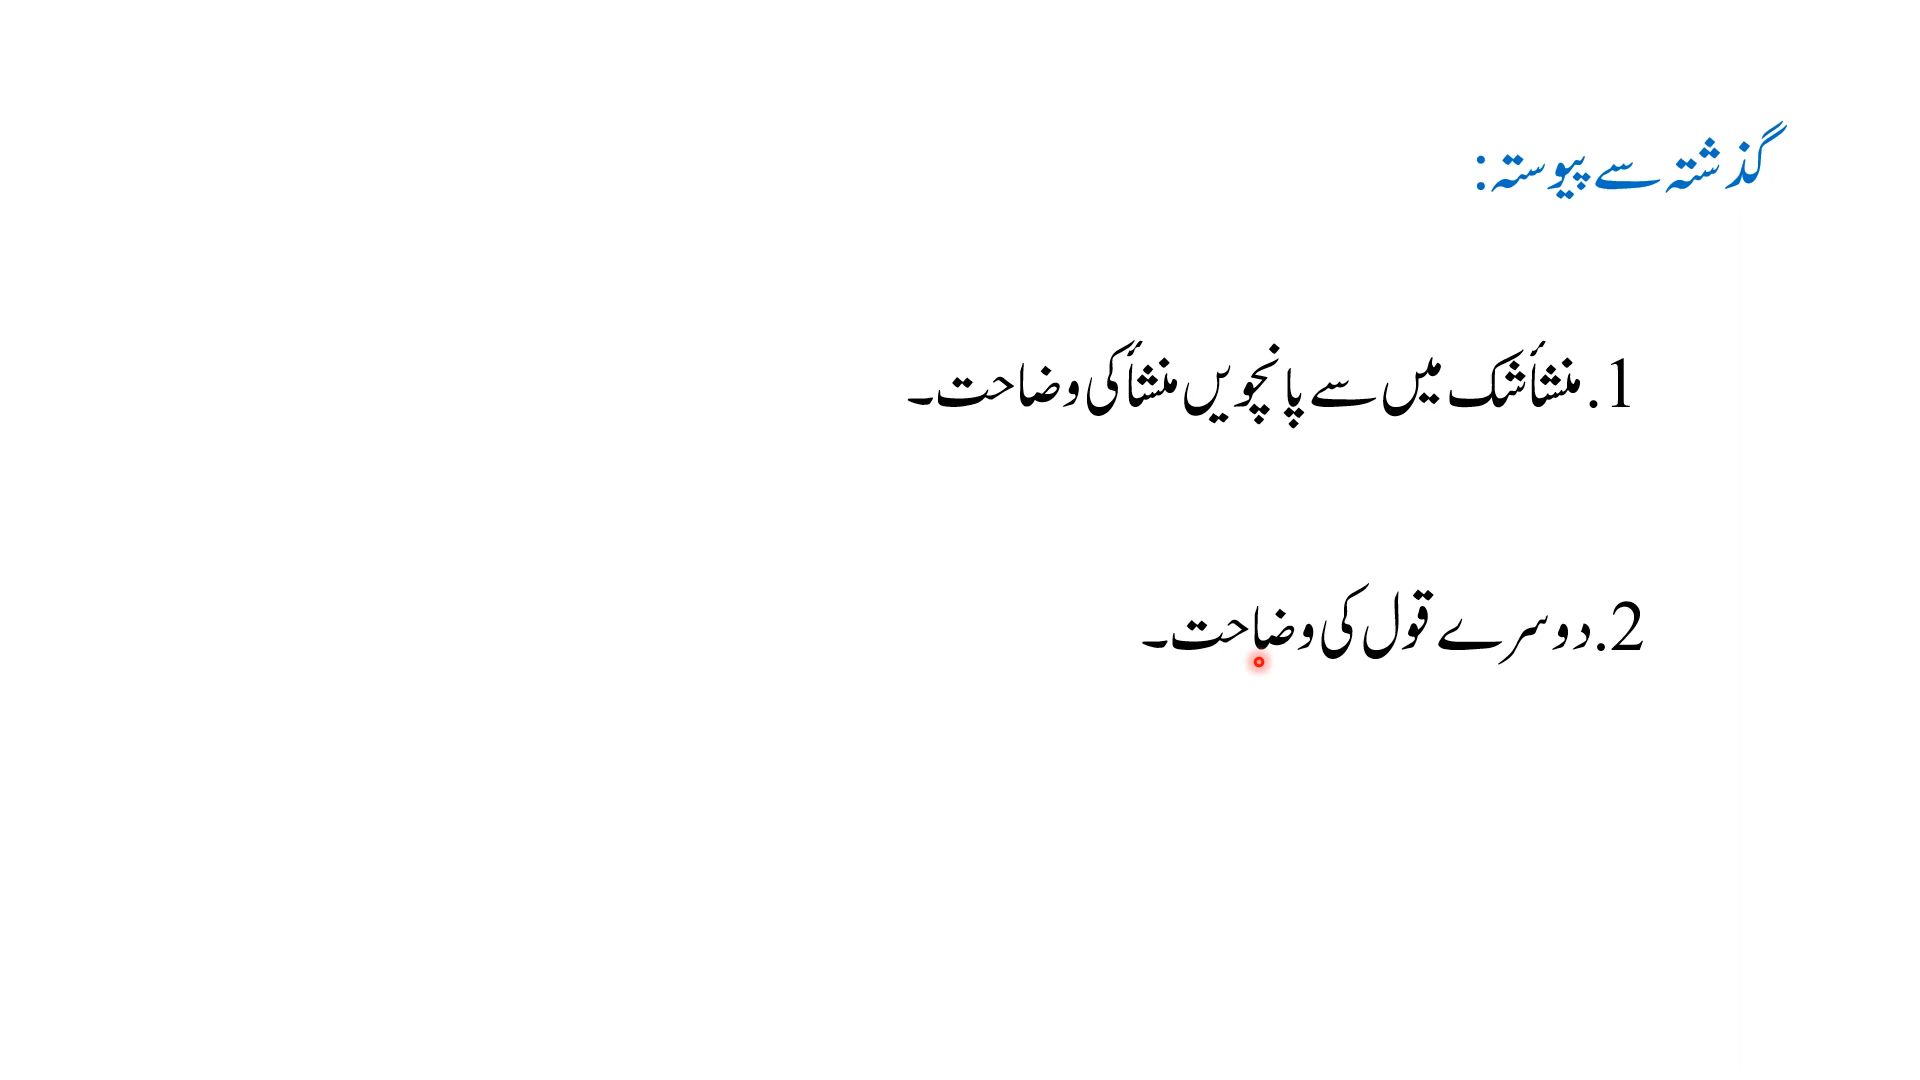 گذشتہ سے پیوستہ:
1. منشأ شک میں سے پانچویں منشأ کی وضاحت۔
2. دوسرے قول کی وضاحت۔